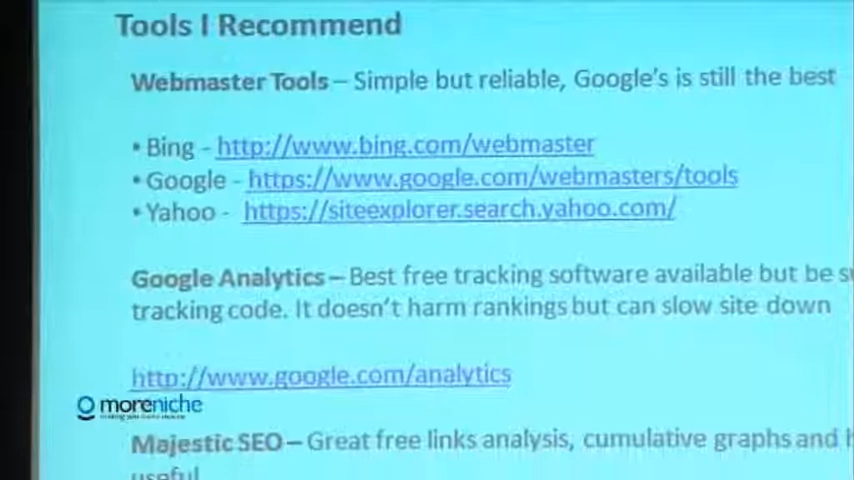 Tools I Recommend
Webmaster Tools – Simple but reliable, Google's is still the best
• Bing - http://www.bing.com/webmaster
• Google - https://www.google.com/webmasters/tools
• Yahoo - https://siteexplorer.search.yahoo.com/
Google Analytics – Best free tracking software available but be
tracking code. It doesn't harm rankings but can slow site down
http://www.google.com/analytics
moreniche
Majestic SEO – Great free links analysis, cumulative graphs and
useful